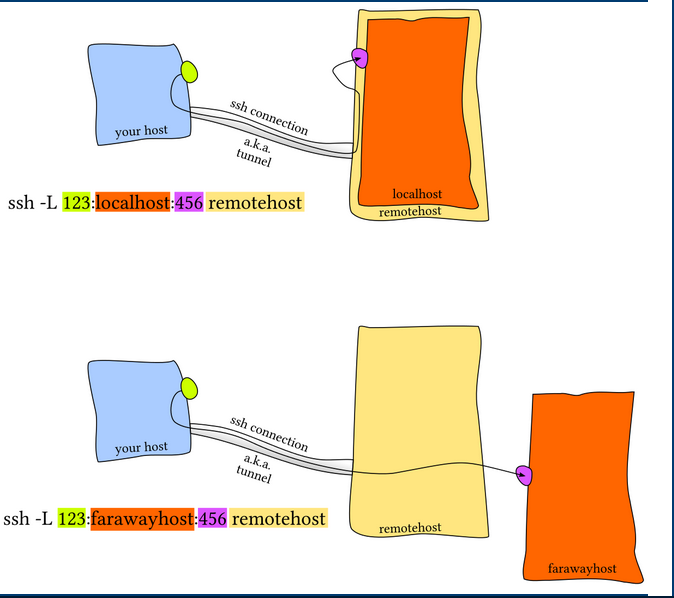 ssh connection
a.k.a.
tunnel
your host
localhost
remotehost
ssh -L 123:localhost:456 remotehost
ssh connection
a.k.a.
tunnel
your host
ssh -L 123:farawayhost:456 remotehost
remotehost
farawayhost